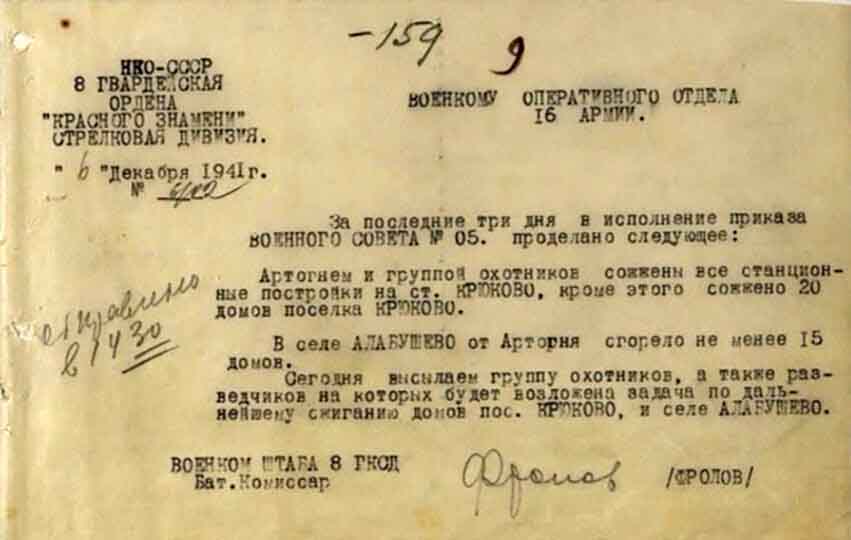 -159
9
НКО-СССР
8 ГВАРДЕЙСКАЯ
ОРДЕНА
"КРАСНОГО ЗНАМЕНИ"
СТРЕЛКОВАЯ ДИВИЗИЯ.
"6"Декабря 1941г.
№
ВОЕНКОМУ ОПЕРАТИВНОГО ОТДЕЛА
16 АРМИИ.
За последние три дня в исполнение приказа
ВОЕННОГО СОВЕТА № 05. проделано следующее:
Артогнем и группой охотников сожжены все станцион-
ные постройки на ст. КРЮКОВО, кроме этого сожжено 20
домов поселка КРЮКОВО.
В селе АЛАБУШЕВО от Артогня сгорело не менее 15
домов.
Сегодня высылаем группу охотников, а также раз-
ведчиков на которых будет возложена задача по даль-
нейшему сжиганию домов пос. КРЮКОВО, и селе АЛАБУШЕВО.
отправлено
в 14 30
ВОЕНКОМ ШТАБА 8 ГКСД
Бат.Комиссар
Фролов
/ФРОЛОВ/